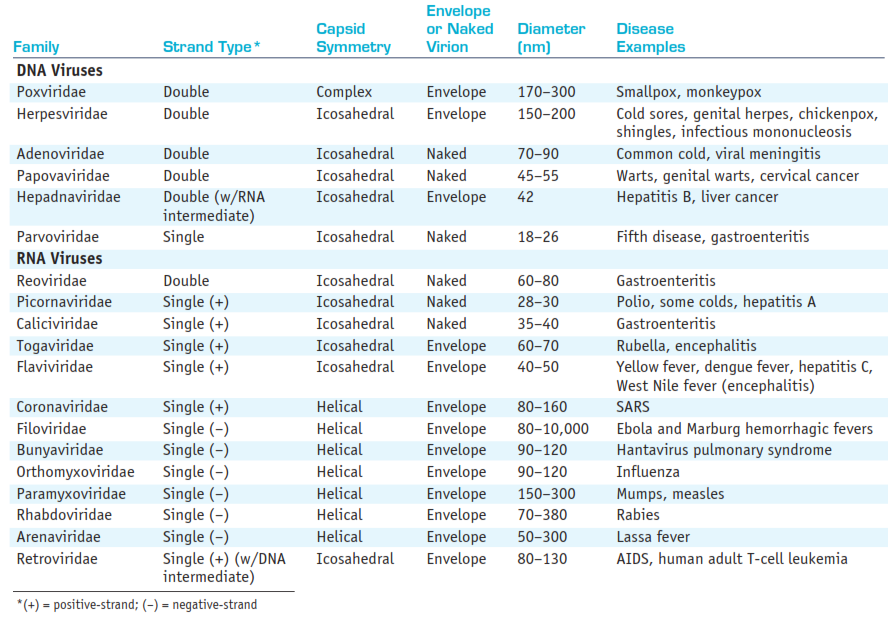 Family Strand Type* Capsid Symmetry Envelope or Naked Virion Diameter (nm) Disease Examples
DNA Viruses
Poxviridae Double Complex Envelope 170–300 Smallpox, monkeypox
Herpesviridae Double Icosahedral Envelope 150–200 Cold sores, genital herpes, chickenpox,
shingles, infectious mononucleosis
Adenoviridae Double Icosahedral Naked 70–90 Common cold, viral meningitis
Papovaviridae Double Icosahedral Naked 45–55 Warts, genital warts, cervical cancer
Hepadnaviridae Double (w/RNA Icosahedral Envelope 42 Hepatitis B, liver cancer
intermediate)
Parvoviridae Single Icosahedral Naked 18–26 Fifth disease, gastroenteritis
RNA Viruses
Reoviridae Double Icosahedral Naked 60–80 Gastroenteritis
Picornaviridae Single (+) Icosahedral Naked 28–30 Polio, some colds, hepatitis A
Caliciviridae Single (+) Icosahedral Naked 35–40 Gastroenteritis
Togaviridae Single (+) Icosahedral Envelope 60–70 Rubella, encephalitis
Flaviviridae Single (+) Icosahedral Envelope 40–50 Yellow fever, dengue fever, hepatitis C,
West Nile fever (encephalitis)
Coronaviridae Single (+) Helical Envelope 80–160 SARS
Filoviridae Single (–) Helical Envelope 80–10,000 Ebola and Marburg hemorrhagic fevers
Bunyaviridae Single (–) Helical Envelope 90–120 Hantavirus pulmonary syndrome
Orthomyxoviridae Single (–) Helical Envelope 90–120 Influenza
Paramyxoviridae Single (–) Helical Envelope 150–300 Mumps, measles
Rhabdoviridae Single (–) Helical Envelope 70–380 Rabies
Arenaviridae Single (–) Helical Envelope 50–300 Lassa fever
Retroviridae Single (+) (w/DNA Icosahedral Envelope 80–130 AIDS, human adult T-cell leukemia
intermediate)
*(+) = positive-strand; (–) = negative-strand